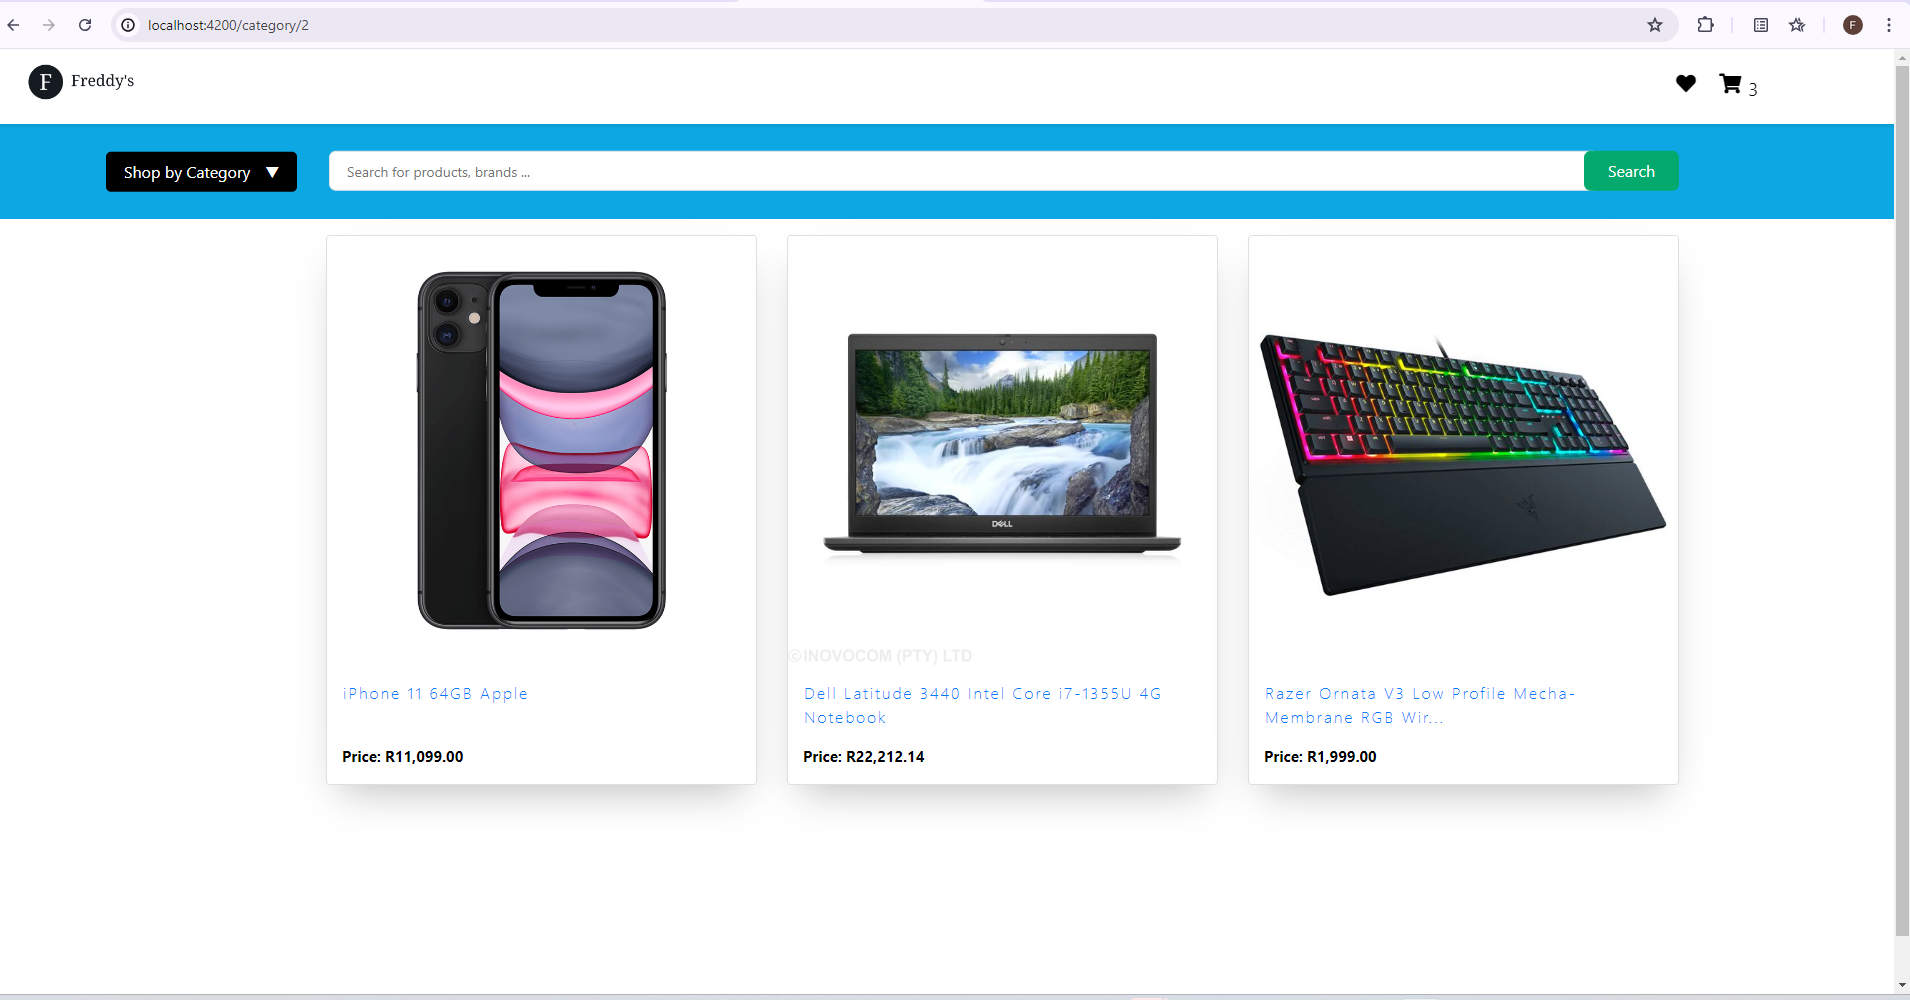 localhost:4200/category/2
F
F Freddy's
3
Shop by Category ▼
Search for products, brands ...
Search
DELL
©INOVOCOM (PTY) LTD
iPhone 11 64GB Apple
Dell Latitude 3440 Intel Core i7-1355U 4G
Notebook
Razer Ornata V3 Low Profile Mecha-
Membrane RGB Wir...
Price: R11,099.00
Price: R22,212.14
Price: R1,999.00